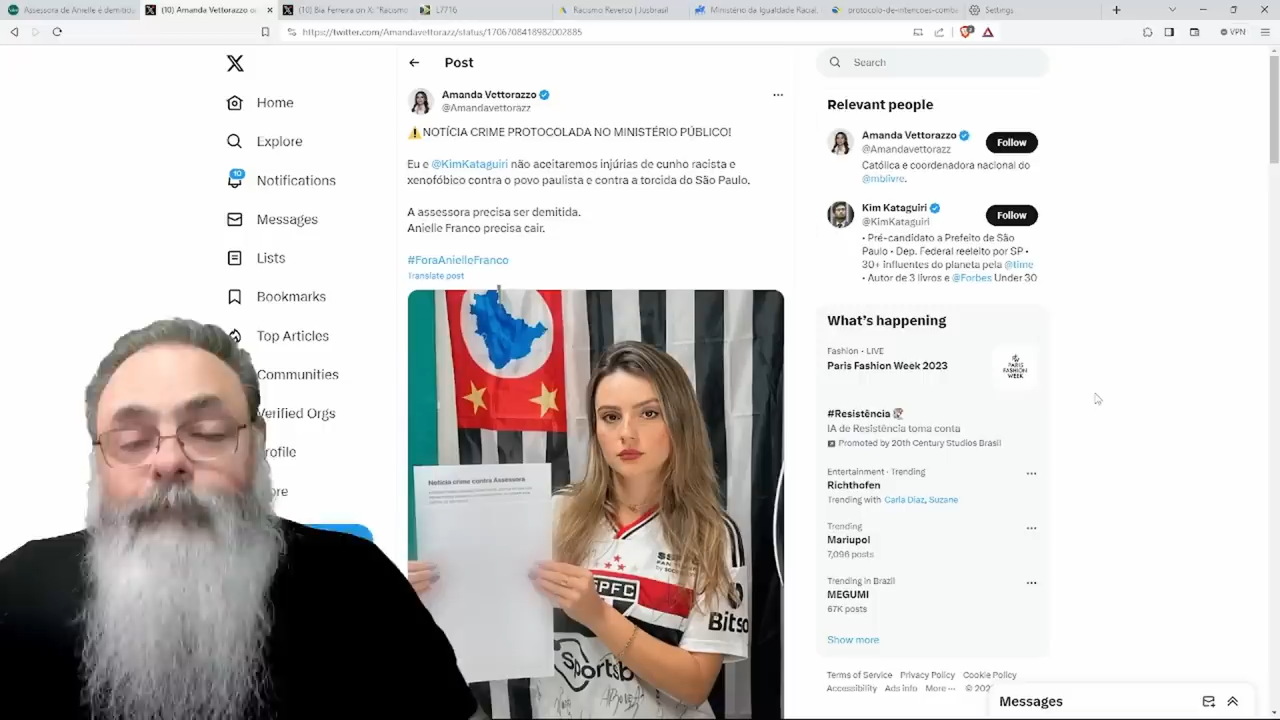 Assessora de Anielle é demitida
(10) Amanda Vettorazzo
(10) Bia Ferreira on X: "Racismo
L7716
Racismo Reverso | Jusbrasil
Ministério da Igualdade Racial,
protocolo-de-intencoes-comb
Settings
https://twitter.com/Amandavettorazz/status/1706708418982002885
VPN
Home
Explore
10
Notifications
Messages
Lists
Bookmarks
Top Articles
Communities
Verified Orgs
Post
Amanda Vettorazzo
@Amandavettorazz
⚠NOTÍCIA CRIME PROTOCOLADA NO MINISTÉRIO PÚBLICO!
Eu e @KimKataguiri não aceitaremos injúrias de cunho racista e
xenofóbico contra o povo paulista e contra a torcida do São Paulo.
A assessora precisa ser demitida.
Anielle Franco precisa cair.
#ForaAnielleFranco
Translate post
Notícia crime contra Assessora
SPFC
Bitso
Sportsb
Search
Relevant people
Amanda Vettorazzo
Follow
@Amandavettorazz
Católica e coordenadora nacional do
@mblivre.
Kim Kataguiri
Follow
@KimKataguiri
• Pré-candidato a Prefeito de São
Paulo • Dep. Federal reeleito por SP •
30+ influentes do planeta pela @time
• Autor de 3 livros e @Forbes Under 30
What's happening
Fashion · LIVE
Paris Fashion Week 2023
PARIS
FASHION
WEEK
#Resistência
IA de Resistência toma conta
Promoted by 20th Century Studios Brasil
Entertainment · Trending
Richthofen
Trending with Carla Diaz, Suzane
Trending
Mariupol
7,096 posts
Trending in Brazil
MEGUMI
67K posts
Show more
Terms of Service Privacy Policy Cookie Policy
Accessibility Ads info More ··· © 202
Messages